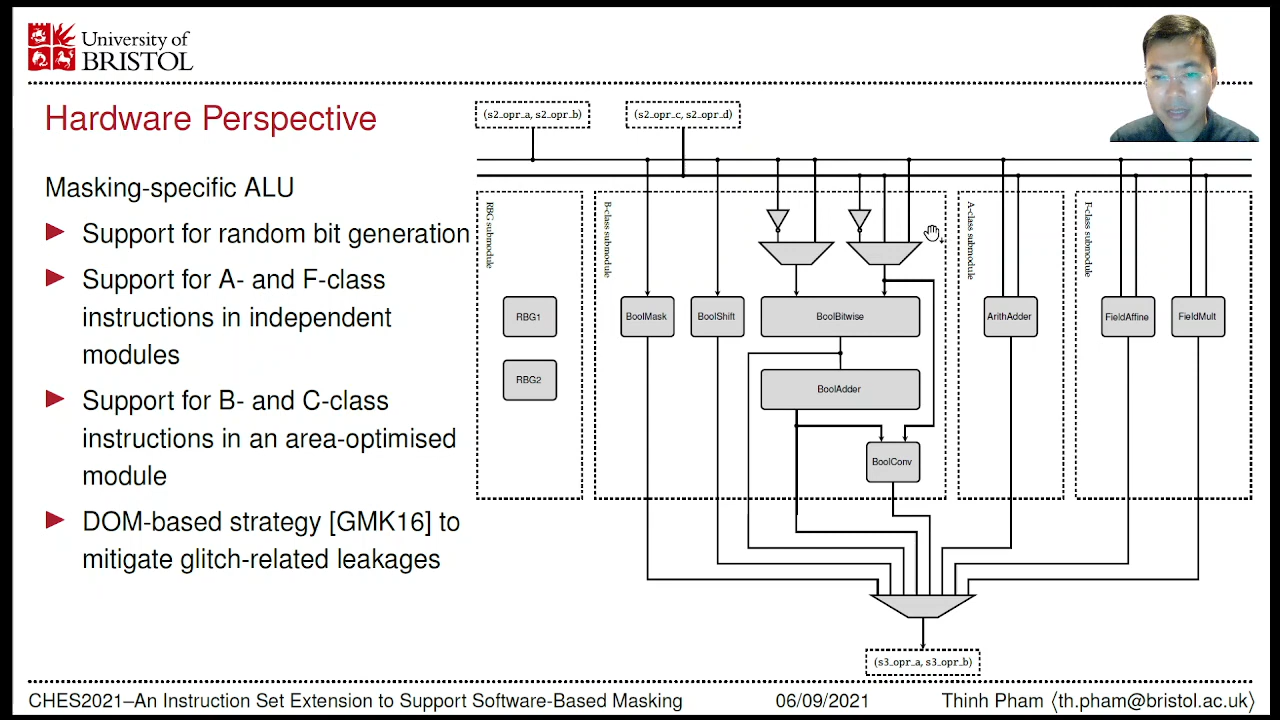 University of
BRISTOL
Hardware Perspective
(s2_opr_a, s2_opr_b)
(s2_opr_c, s2_opr_d)
Masking-specific ALU
Support for random bit generation
Support for A- and F-class
instructions in independent
modules
Support for B- and C-class
instructions in an area-optimised
module
DOM-based strategy [GMK16] to
mitigate glitch-related leakages
RBG submodule
B-class submodule
A-class submodule
F-class submodule
RBG1
BoolMask
BoolShift
BoolBitwise
ArithAdder
FieldAffine
FieldMult
RBG2
BoolAdder
BoolConv
(s3_opr_a, s3_opr_b)
CHES2021–An Instruction Set Extension to Support Software-Based Masking
06/09/2021
Thinh Pham ⟨th.pham@bristol.ac.uk⟩